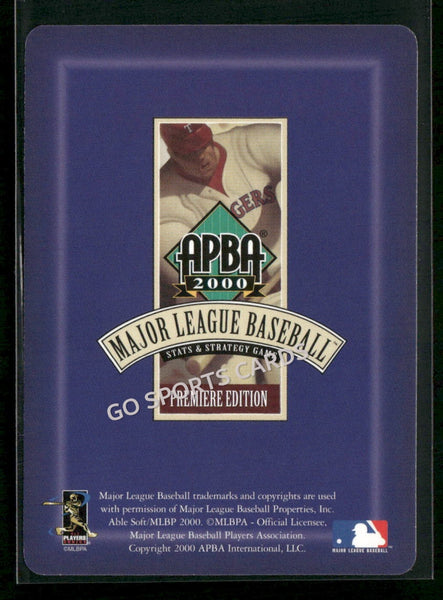 T
GERS
APBA®
2000
MAJOR LEAGUE BASEBALL™
STATS & STRATEGY GAME
GO SPORTS CARDS
PREMIERE EDITION
Major League Baseball trademarks and copyrights are used
with permission of Major League Baseball Properties, Inc.
Able Soft/MLBP 2000. ©MLBPA - Official Licensee,
Major League Baseball Players Association.
Copyright 2000 APBA International, LLC.
PLAYERS
©MLBPA
MAJOR LEAGUE BASEBALL